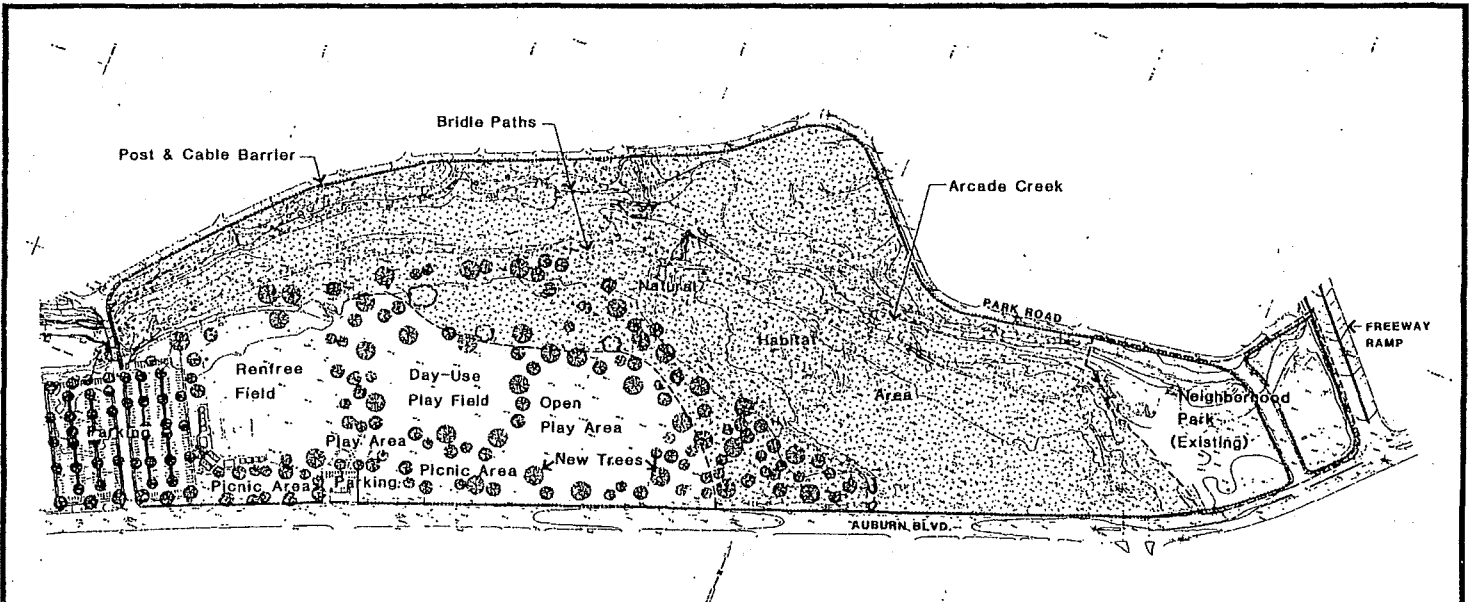 Bridle Paths
Post & Cable Barrier
Arcade Creek
Natural
PARK ROAD
FREEWAY
RAMP
Habitat
Renfree
Field
Day-Use
Play Field
Open
Play Area
Area
Neighborhood
Park
(Existing)
Parking
Play Area
Picnic Area
New Trees
Picnic Area
Parking
AUBURN BLVD.